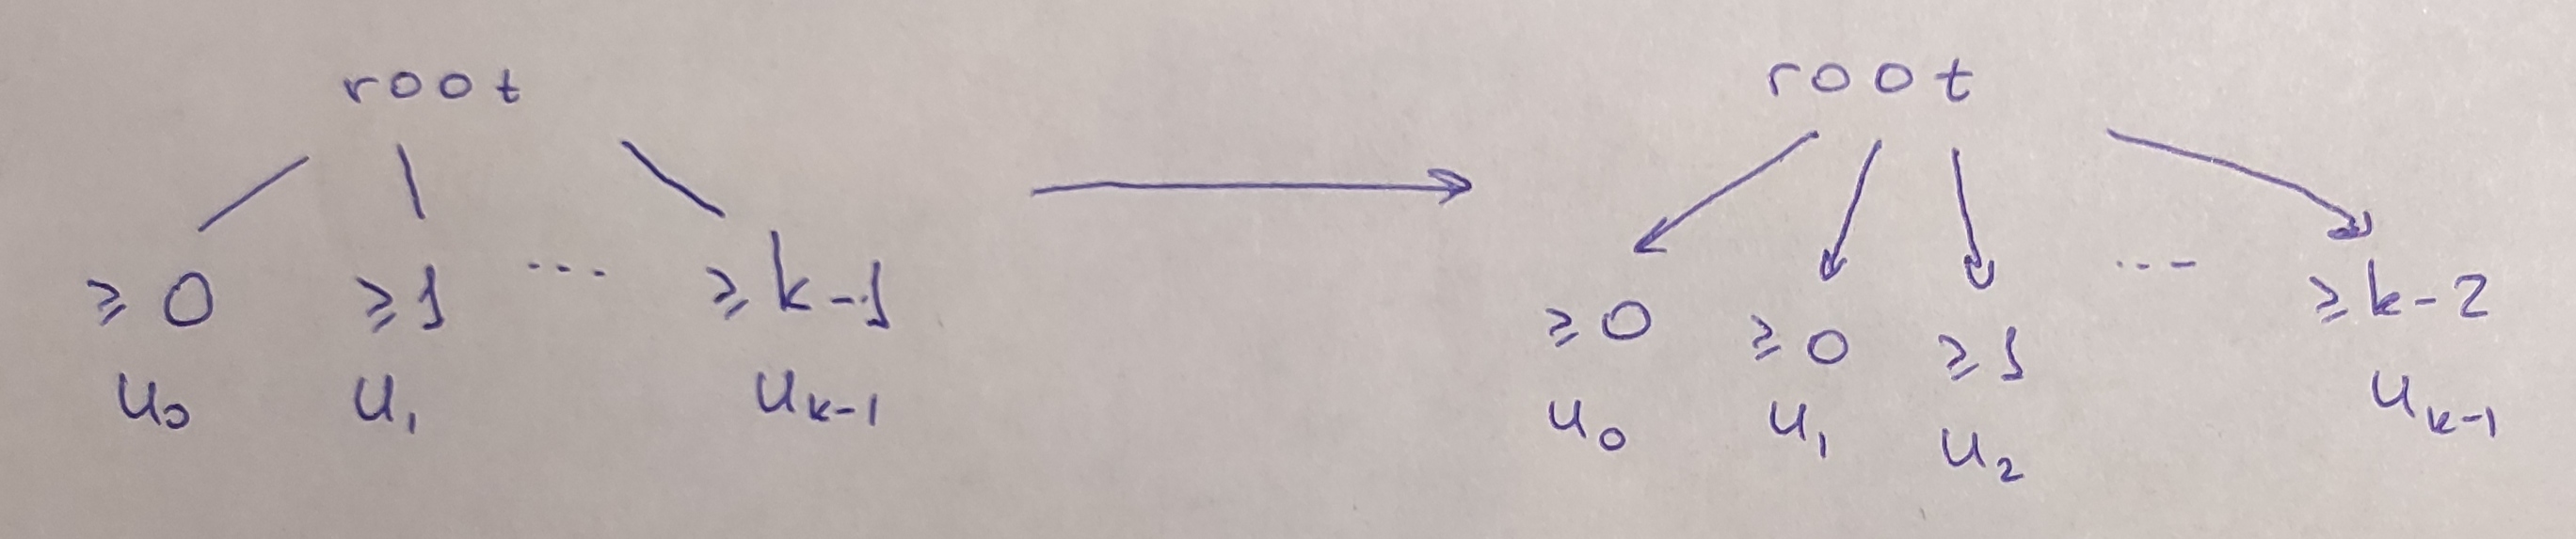 root root
≥0 ≥1 ... ≥k-1 ≥0 ≥0 ≥1 ... ≥k-2
u₀ u₁ uₖ₋₁ u₀ u₁ u₂ uₖ₋₁